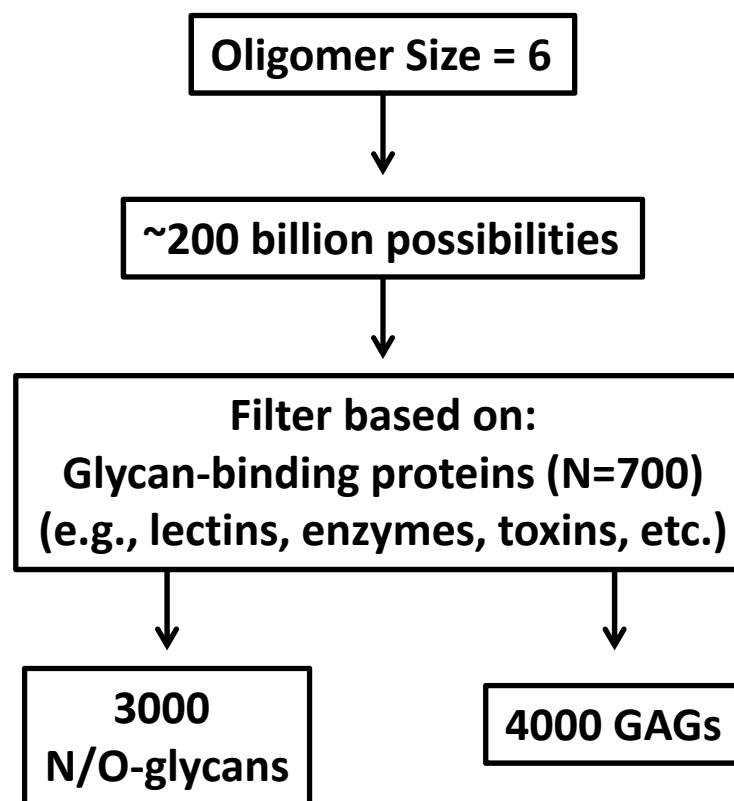 Oligomer Size = 6
~200 billion possibilities
Filter based on:
Glycan-binding proteins (N=700)
(e.g., lectins, enzymes, toxins, etc.)
3000
N/O-glycans
4000 GAGs